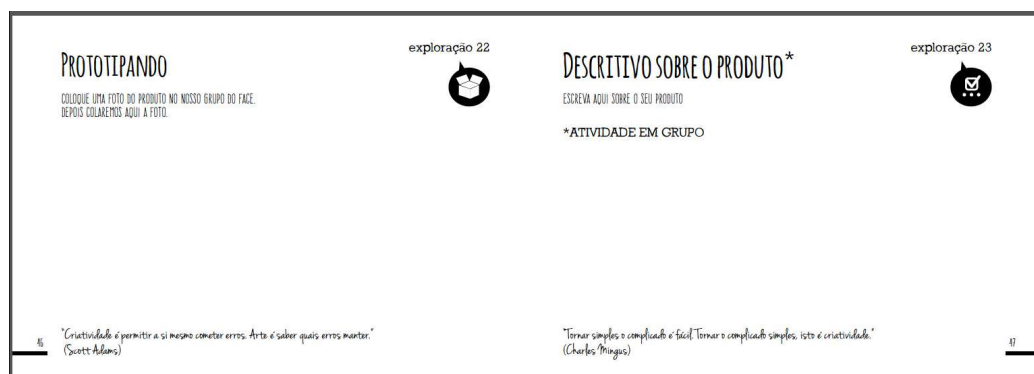 exploração 22
PROTOTIPANDO
COLOQUE UMA FOTO DO PRODUTO NO NOSSO GRUPO DO FACE.
DEPOIS COLAREMOS AQUI A FOTO.
"Criatividade é permitir a si mesmo cometer erros. Arte é saber quais erros manter."
(Scott Adams)
46
exploração 23
DESCRITIVO SOBRE O PRODUTO*
ESCREVA AQUI SOBRE O SEU PRODUTO
*ATIVIDADE EM GRUPO
"Tornar simples o complicado é fácil. Tornar o complicado simples, isto é criatividade."
(Charles Mingus)
47